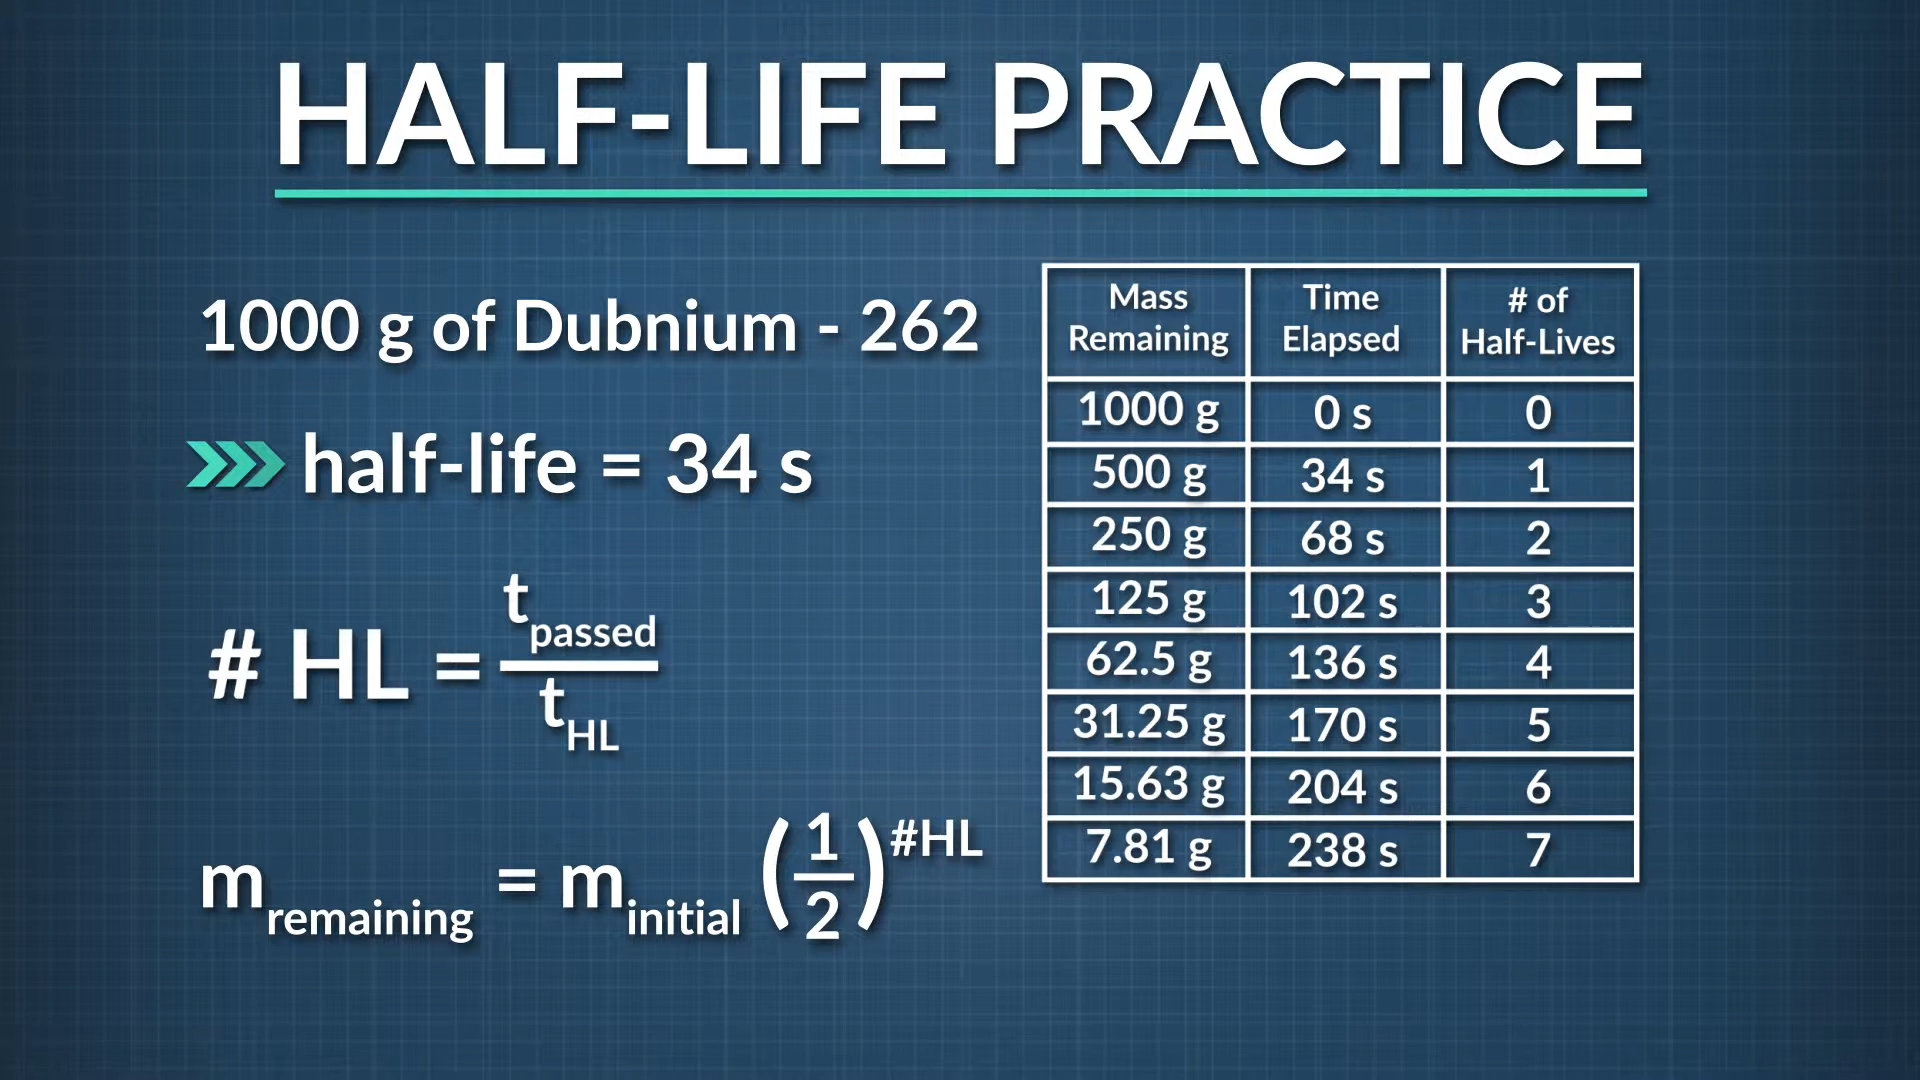 HALF-LIFE PRACTICE
1000 g of Dubnium - 262
half-life = 34 s
# HL = t_passed / t_HL
m_remaining = m_initial (1/2)^#HL
Mass Remaining | Time Elapsed | # of Half-Lives
1000 g | 0 s | 0
500 g | 34 s | 1
250 g | 68 s | 2
125 g | 102 s | 3
62.5 g | 136 s | 4
31.25 g | 170 s | 5
15.63 g | 204 s | 6
7.81 g | 238 s | 7